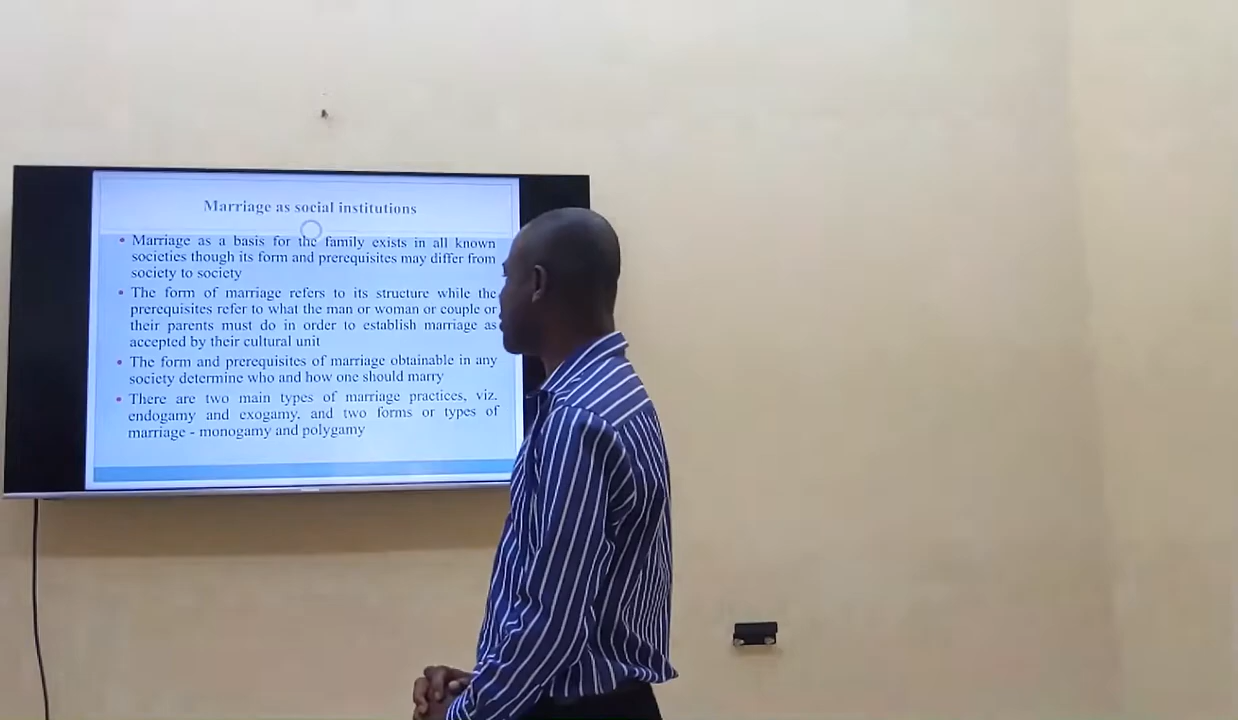 Marriage as social institutions
• Marriage as a basis for the family exists in all known
societies though its form and prerequisites may differ from
society to society
• The form of marriage refers to its structure while the
prerequisites refer to what the man or woman or couple or
their parents must do in order to establish marriage as
accepted by their cultural unit
• The form and prerequisites of marriage obtainable in any
society determine who and how one should marry
• There are two main types of marriage practices, viz.
endogamy and exogamy, and two forms or types of
marriage - monogamy and polygamy